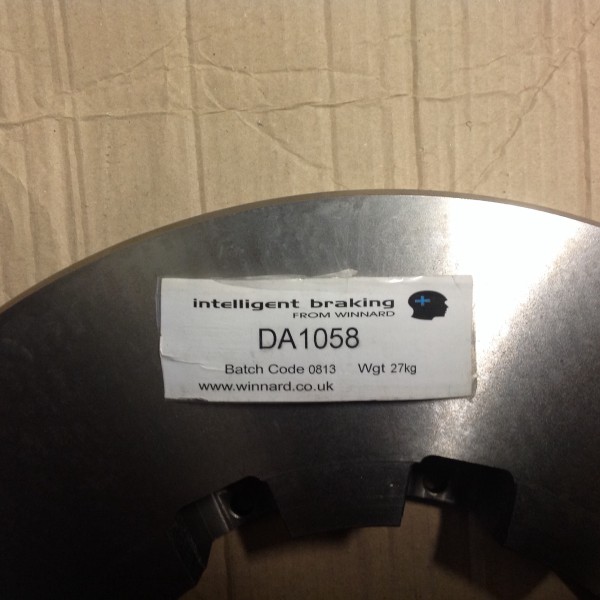 intelligent braking
FROM WINNARD
DA1058
Batch Code 0813 Wgt 27kg
www.winnard.co.uk